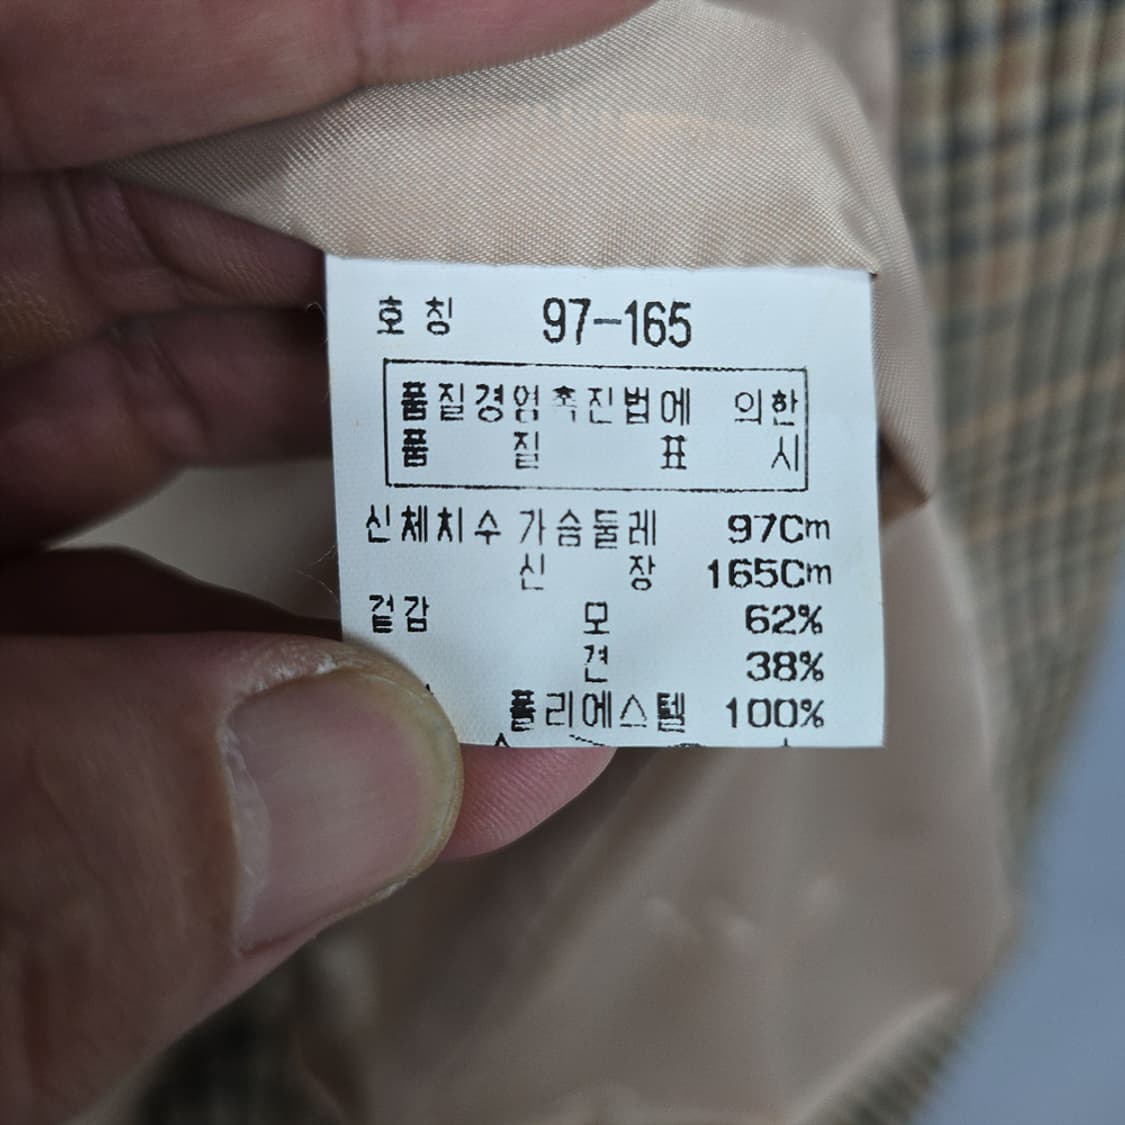 호칭 97-165
품질경영촉진법에 의한
품질표시
신체치수 가슴둘레 97Cm
신장 165Cm
겉감 모 62%
견 38%
폴리에스텔 100%